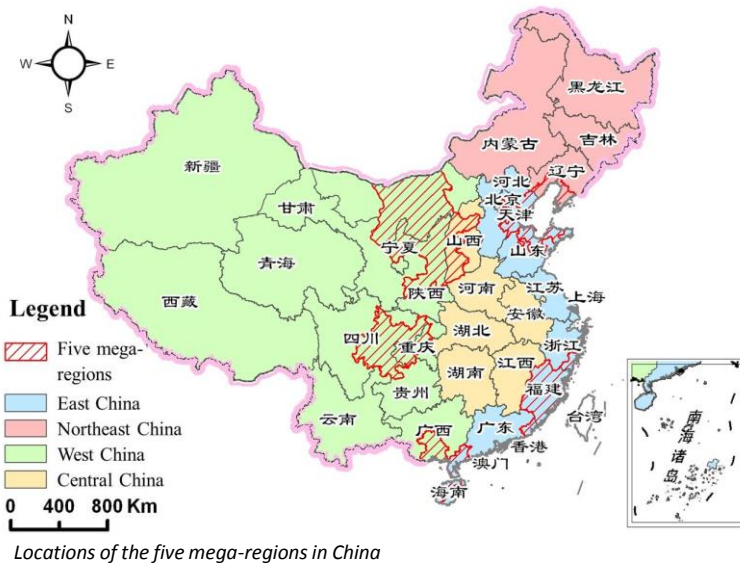 N
W E
S
黑龙江
内蒙古
吉林
新疆
辽宁
河北
北京
天津
甘肃
宁夏
山西
山东
青海
陕西
河南
江苏
上海
西藏
安徽
四川
重庆
湖北
浙江
湖南
江西
福建
贵州
云南
广西
广东
台湾
香港
澳门
海南
南海诸岛
Legend
Five mega-
regions
East China
Northeast China
West China
Central China
0 400 800 Km
Locations of the five mega-regions in China